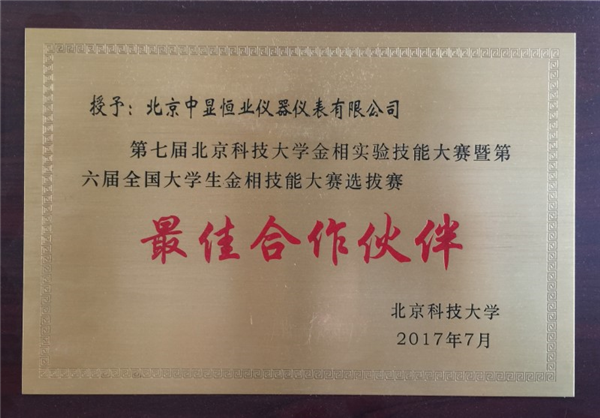 授予：北京中显恒业仪器仪表有限公司
第七届北京科技大学金相实验技能大赛暨第
六届全国大学生金相技能大赛选拔赛
最佳合作伙伴
北京科技大学
2017年7月